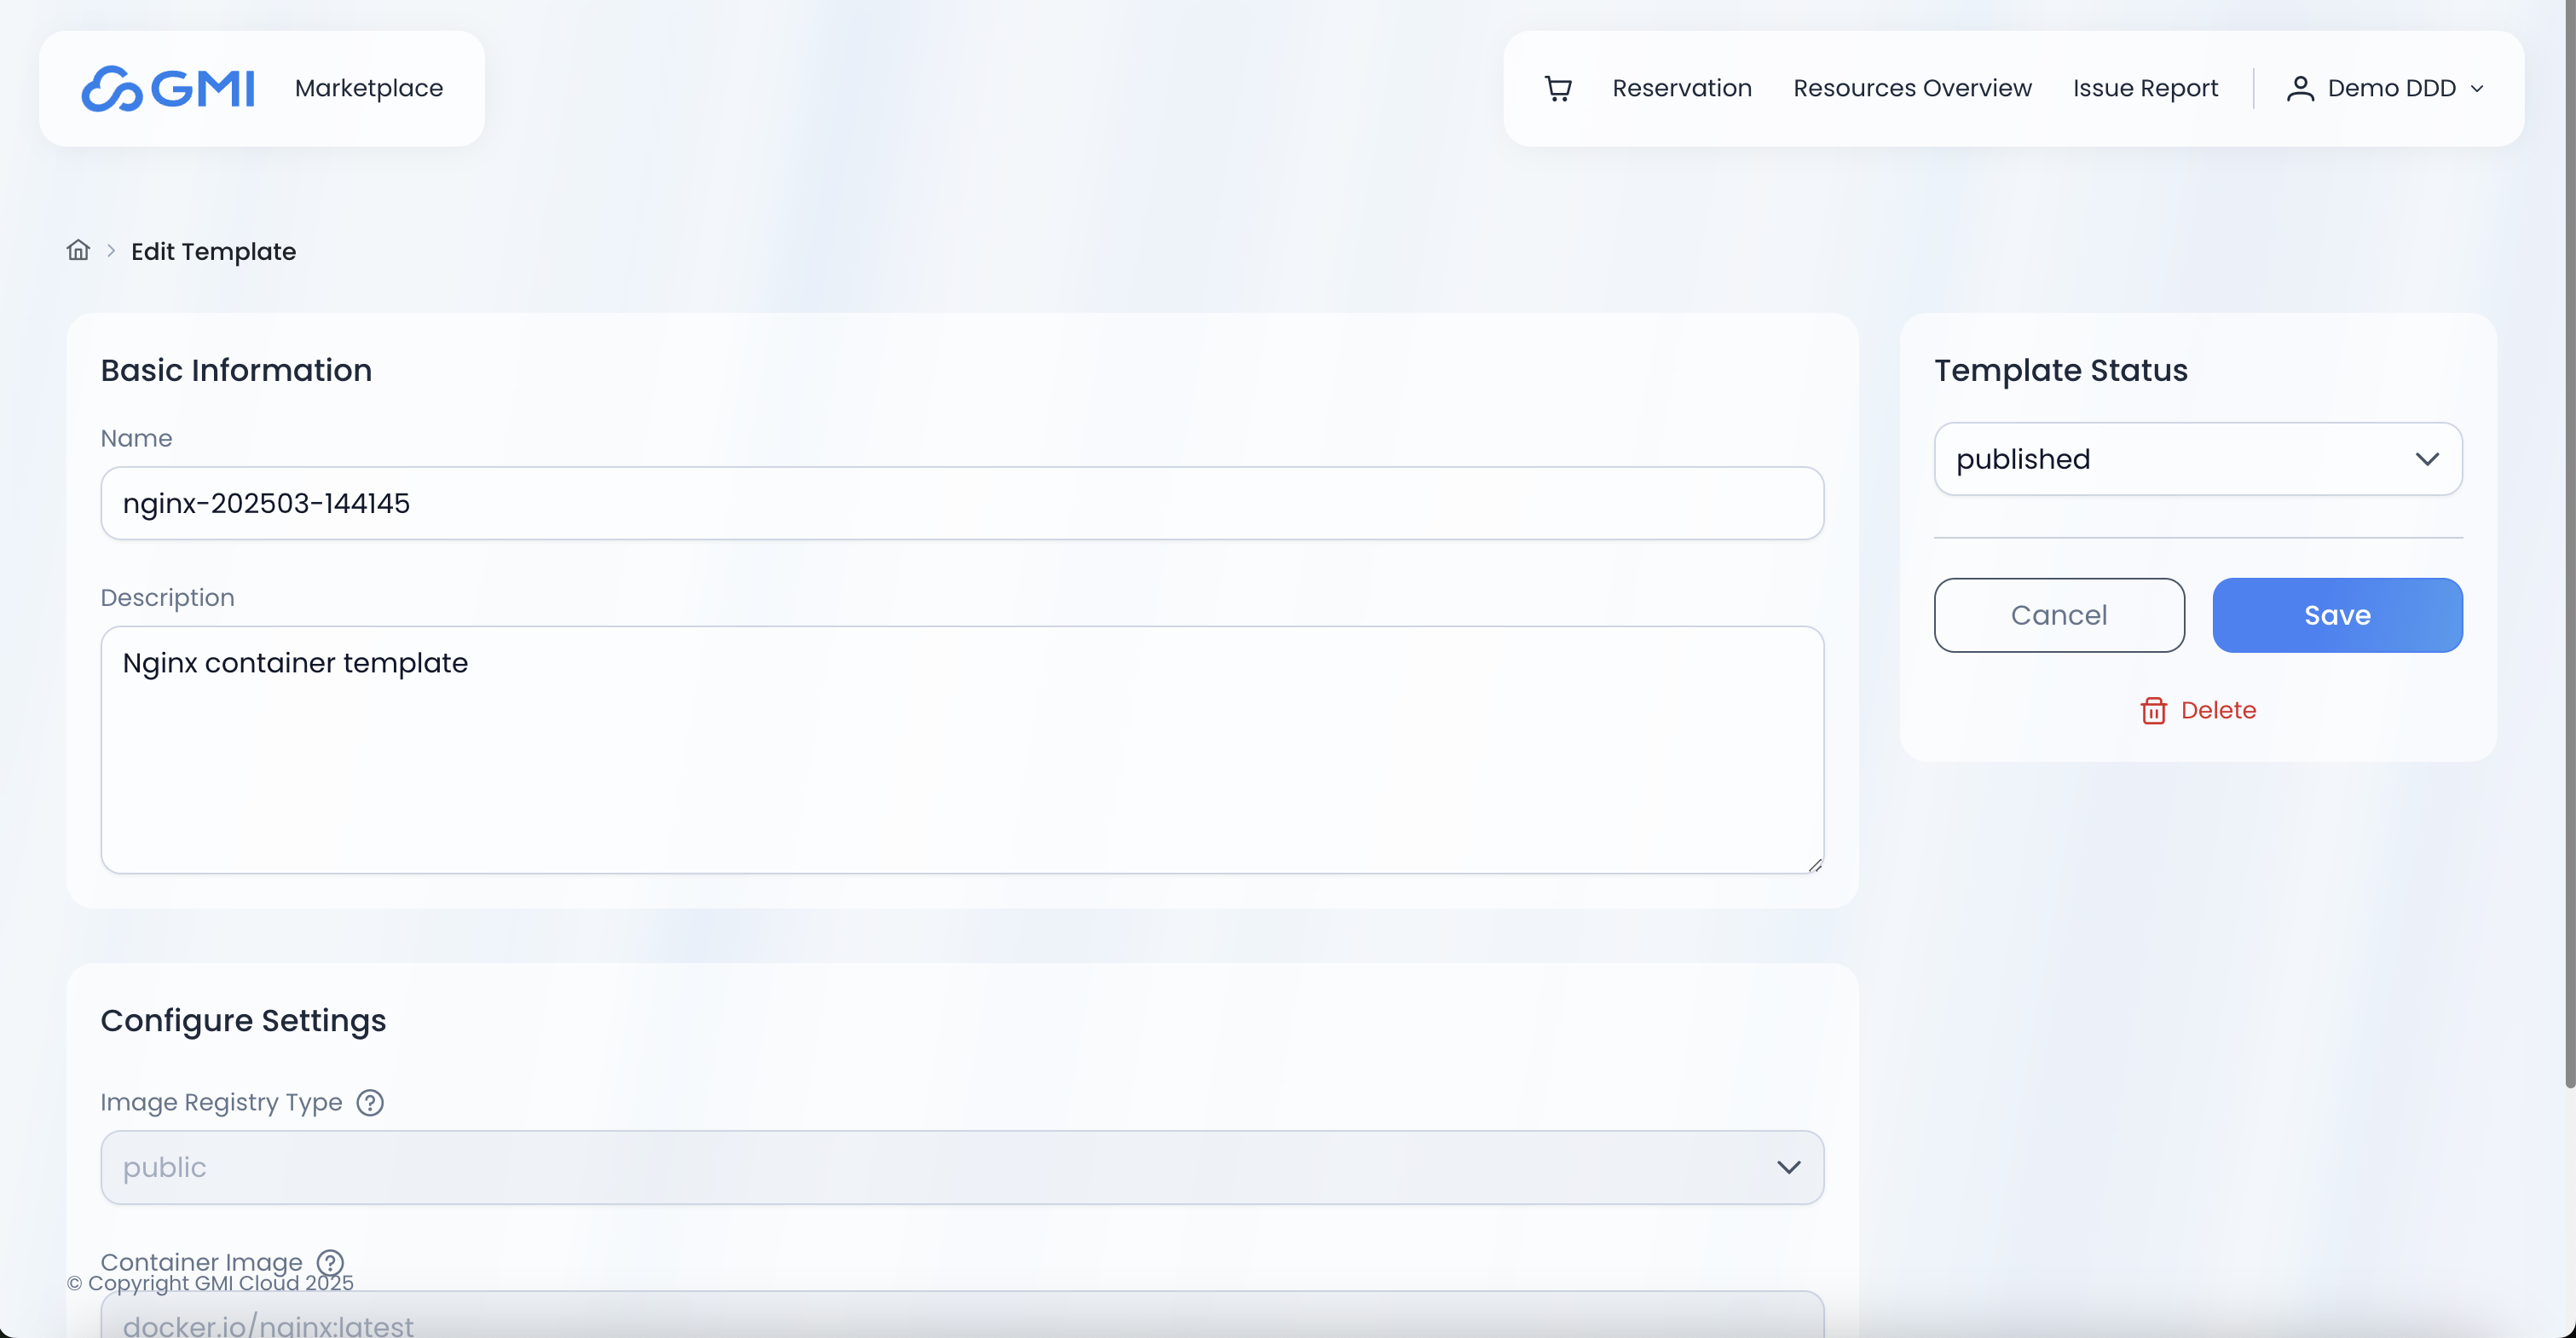 GMI Marketplace
Reservation Resources Overview Issue Report Demo DDD
Edit Template
Basic Information
Name
nginx-202503-144145
Description
Nginx container template
Template Status
published
Cancel Save
Delete
Configure Settings
Image Registry Type
public
Container Image
© Copyright GMI Cloud 2025
docker.io/nginx:latest